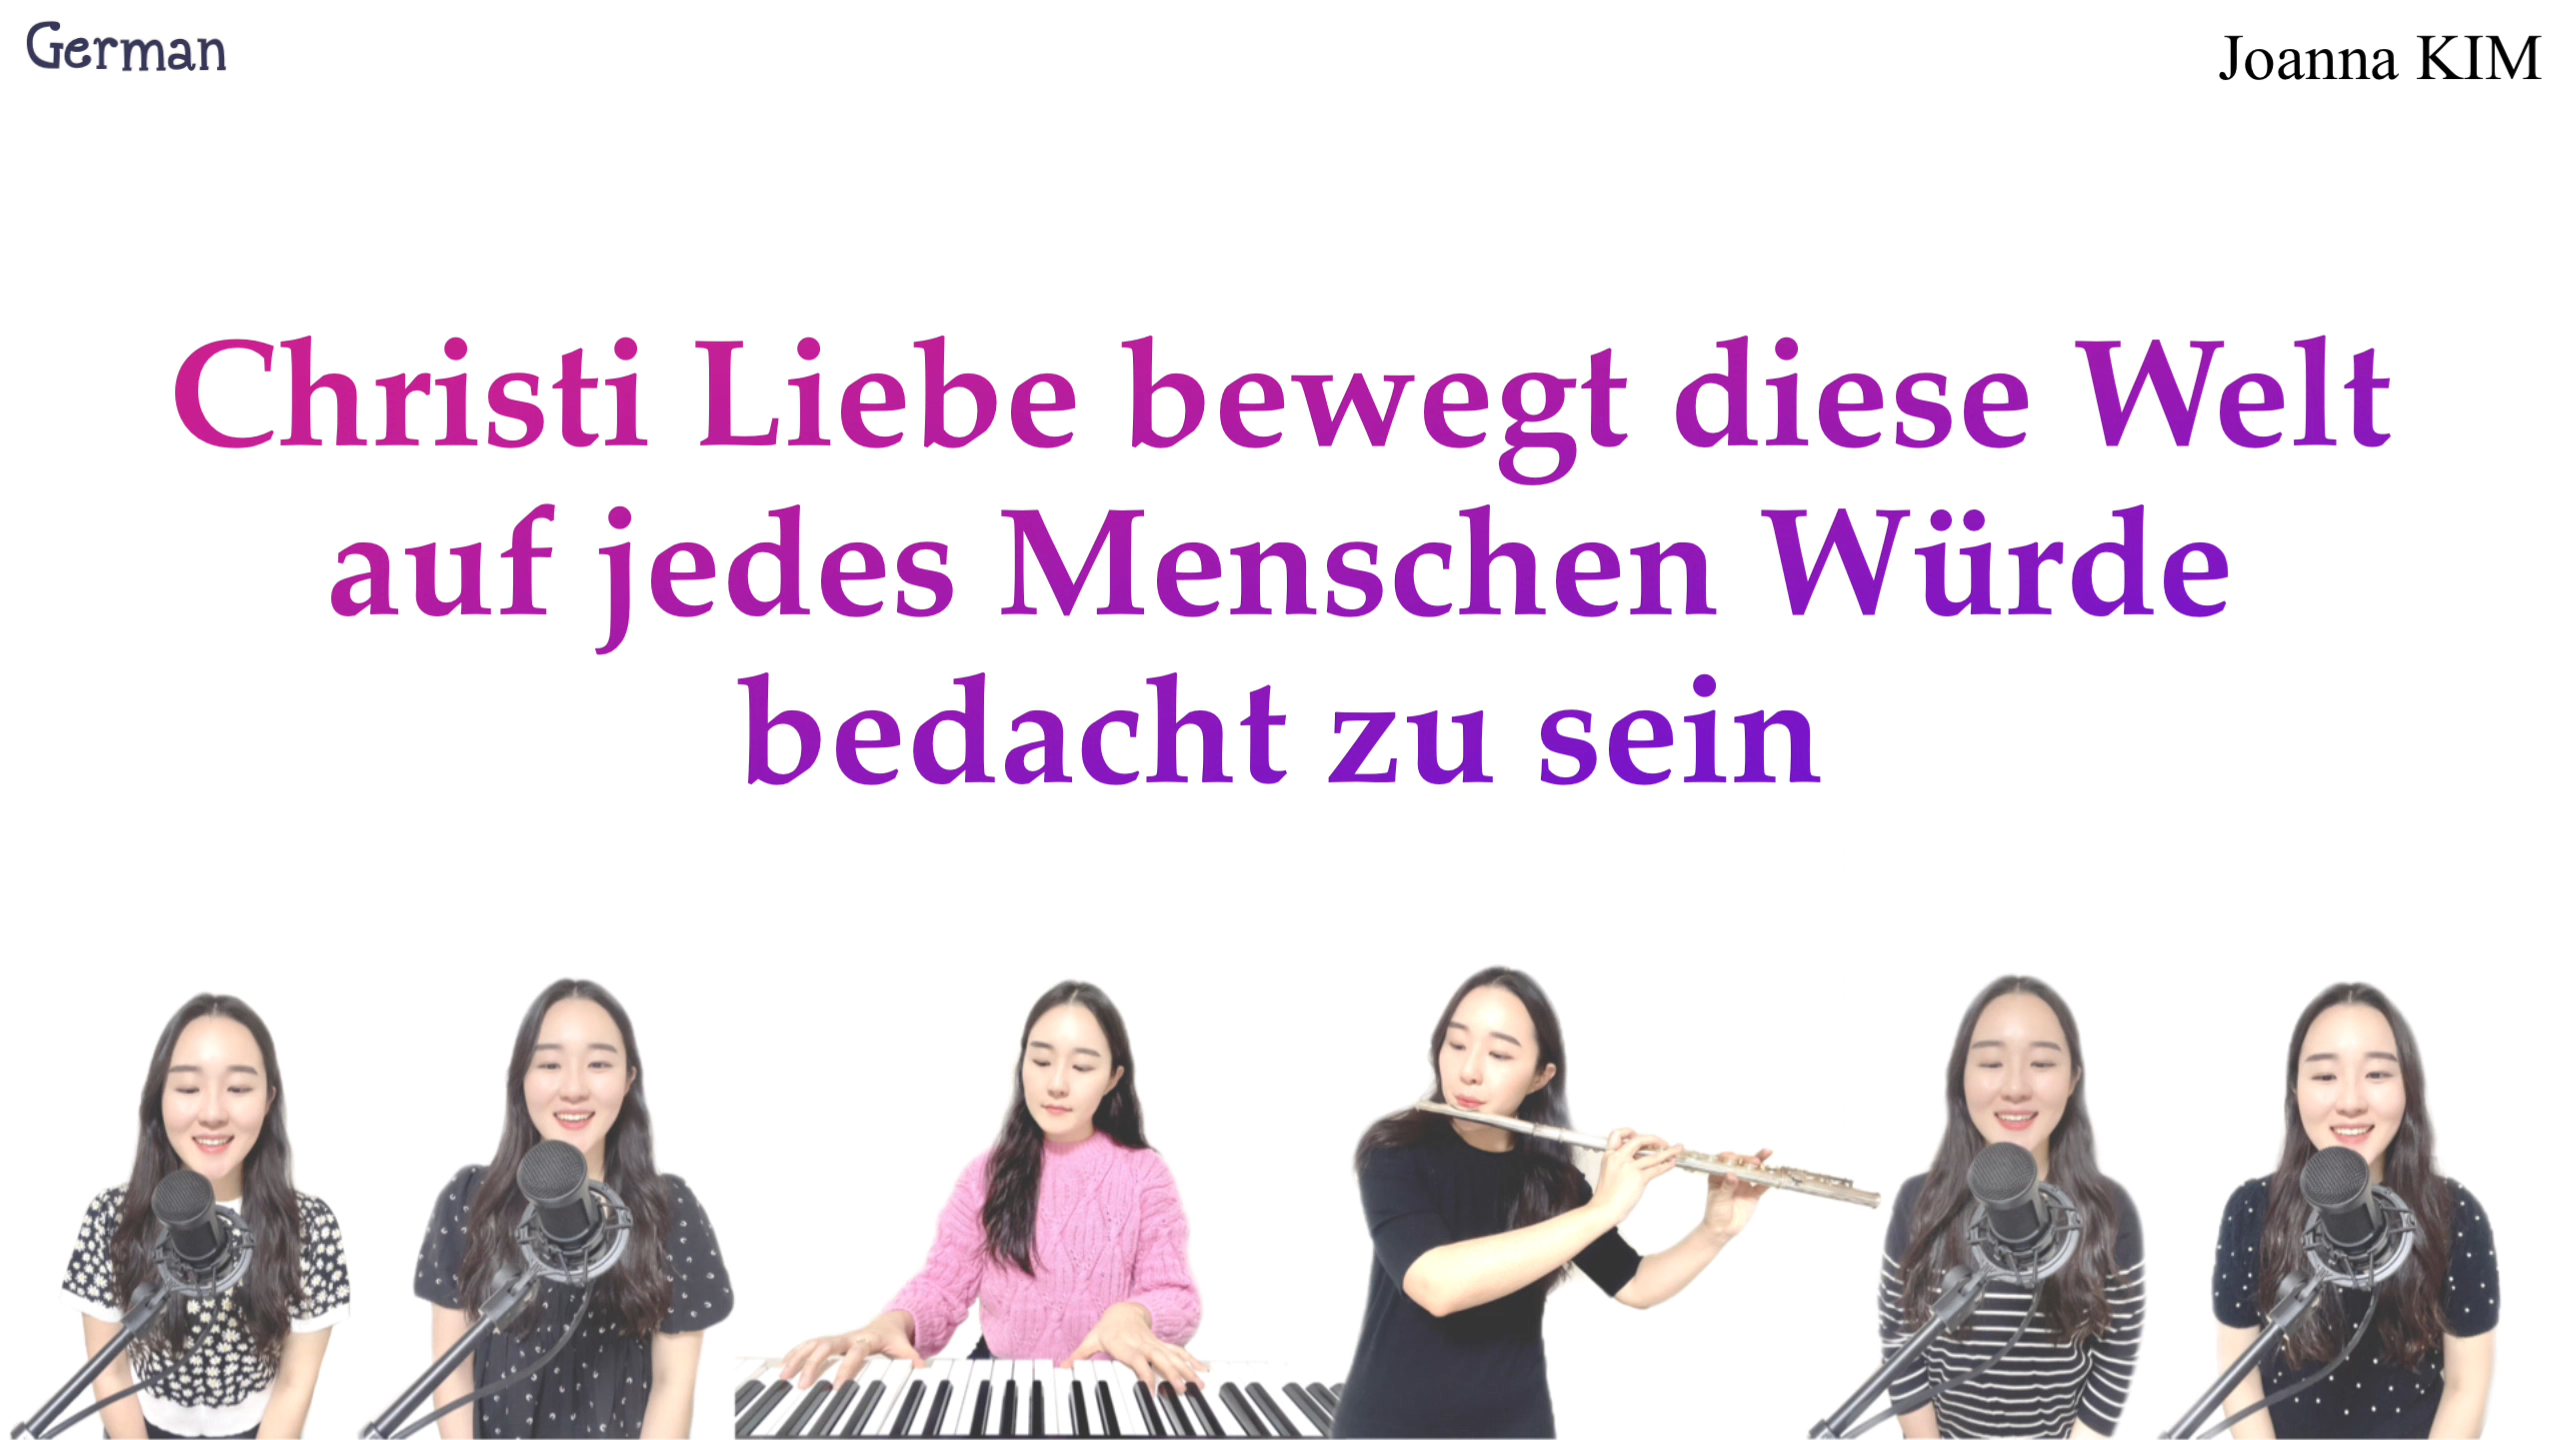 German
Joanna KIM
Christi Liebe bewegt diese Welt
auf jedes Menschen Würde
bedacht zu sein